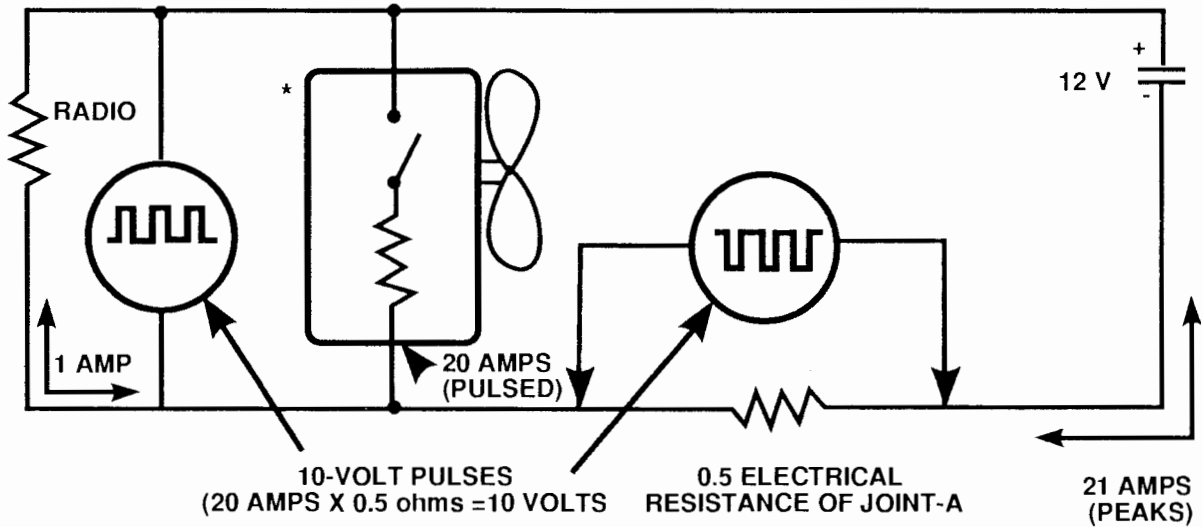 *
RADIO
12 V
+
-
1 AMP
20 AMPS
(PULSED)
10-VOLT PULSES
(20 AMPS X 0.5 ohms =10 VOLTS
0.5 ELECTRICAL
RESISTANCE OF JOINT-A
21 AMPS
(PEAKS)